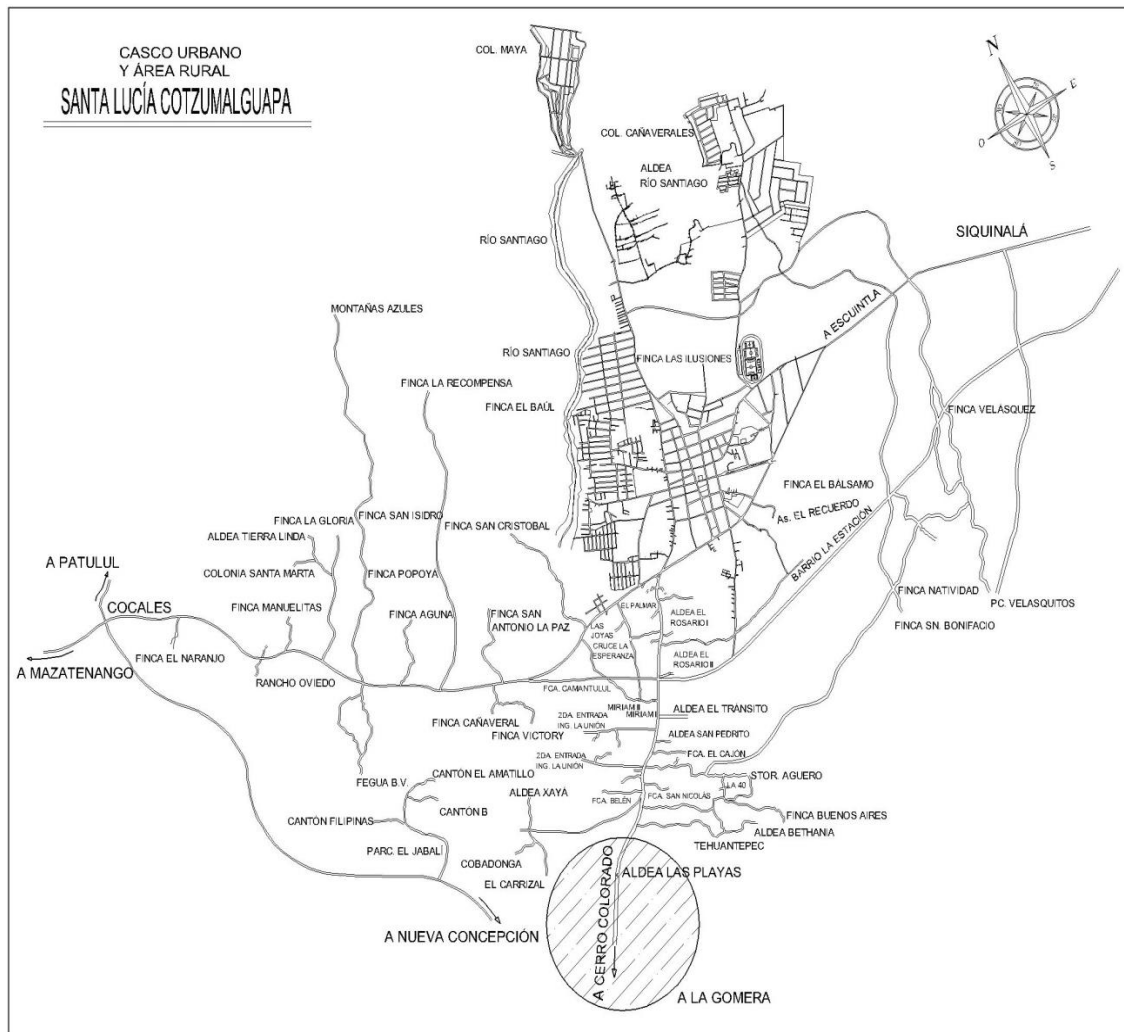 CASCO URBANO
Y ÁREA RURAL
SANTA LUCÍA COTZUMALGUAPA
COL. MAYA
N
E
O
S
COL. CAÑAVERALES
ALDEA
RÍO SANTIAGO
SIQUINALÁ
RÍO SANTIAGO
MONTAÑAS AZULES
A ESCUINTLA
RÍO SANTIAGO
FINCA LAS ILUSIONES
FINCA LA RECOMPENSA
FINCA EL BAÚL
FINCA VELÁSQUEZ
FINCA EL BÁLSAMO
As. EL RECUERDO
BARRIO LA ESTACIÓN
FINCA LA GLORIA
FINCA SAN ISIDRO
FINCA SAN CRISTOBAL
ALDEA TIERRA LINDA
A PATULUL
COLONIA SANTA MARTA
FINCA POPOYÁ
FINCA NATIVIDAD
PC. VELASQUITOS
COCALES
FINCA MANUELITAS
FINCA AGUNA
FINCA SAN
ANTONIO LA PAZ
EL PALMAR
ALDEA EL
ROSARIO I
FINCA SN. BONIFACIO
LAS
JOYAS
CRUCE LA
ESPERANZA
FINCA EL NARANJO
ALDEA EL
ROSARIO II
A MAZATENANGO
RANCHO OVIEDO
FCA. CAMANTULUL
MIRIAM II
MIRIAM I
ALDEA EL TRÁNSITO
FINCA CAÑAVERAL
2DA. ENTRADA
ING. LA UNIÓN
FINCA VICTORY
ALDEA SAN PEDRITO
2DA. ENTRADA
ING. LA UNIÓN
FCA. EL CAJÓN
FEGUA B.V.
CANTÓN EL AMATILLO
STOR. AGUERO
LA 40
ALDEA XAYÁ
FCA. BELÉN
FCA. SAN NICOLÁS
CANTÓN B
CANTÓN FILIPINAS
FINCA BUENOS AIRES
ALDEA BETHANIA
TEHUANTEPEC
PARC. EL JABALÍ
COBADONGA
EL CARRIZAL
ALDEA LAS PLAYAS
A CERRO COLORADO
A NUEVA CONCEPCIÓN
A LA GOMERA